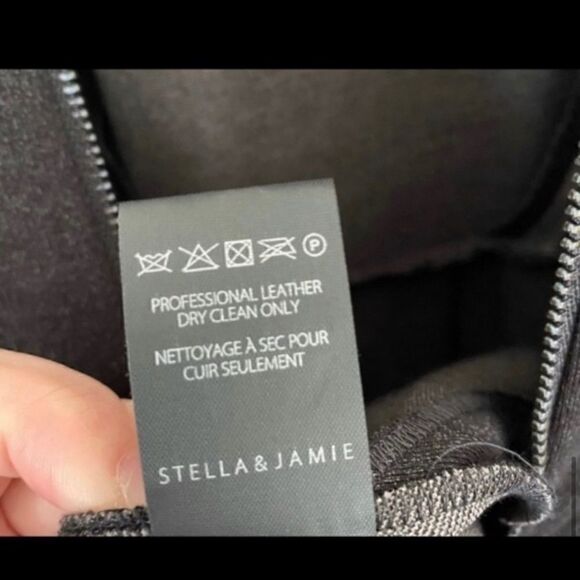 P
PROFESSIONAL LEATHER
DRY CLEAN ONLY
NETTOYAGE À SEC POUR
CUIR SEULEMENT
STELLA & JAMIE